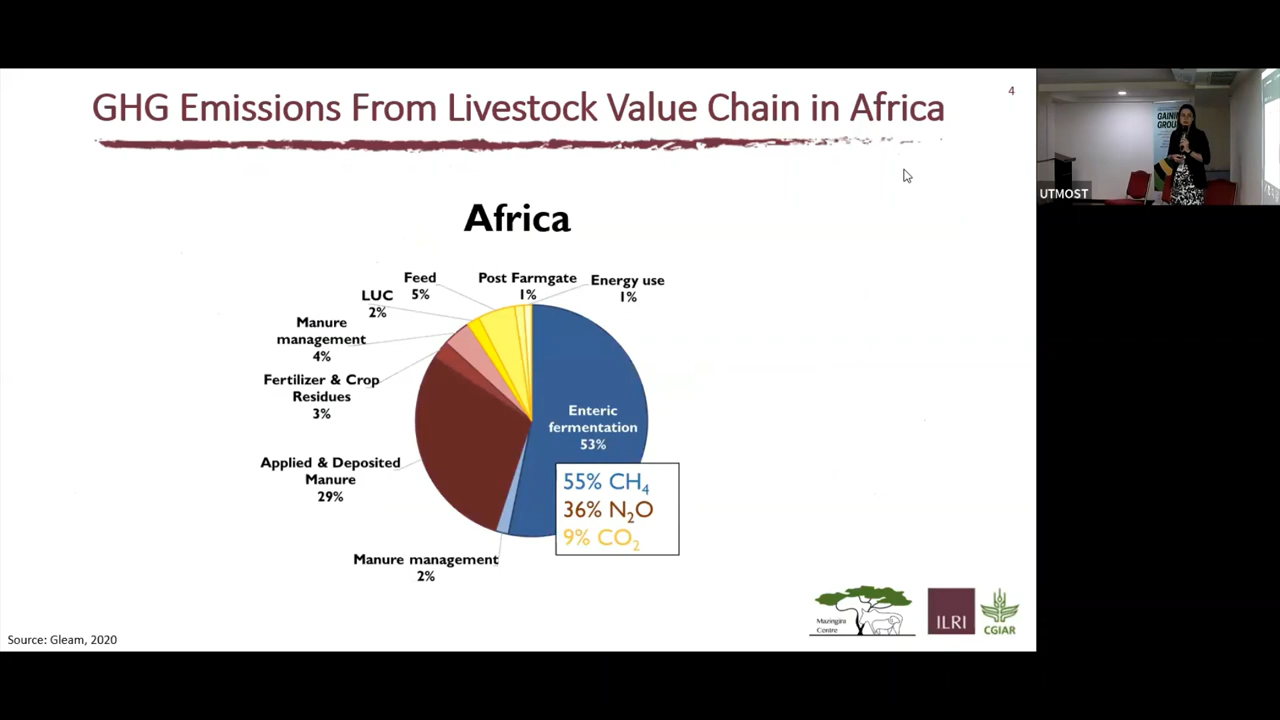 GHG Emissions From Livestock Value Chain in Africa
4
GAINI
GROU
UTMOST
Africa
Feed
5%
Post Farmgate
1%
Energy use
1%
LUC
2%
Manure
management
4%
Fertilizer & Crop
Residues
3%
Enteric
fermentation
53%
Applied & Deposited
Manure
29%
55% CH₄
36% N₂O
9% CO₂
Manure management
2%
Mazingira
Centre
ILRI
CGIAR
Source: Gleam, 2020